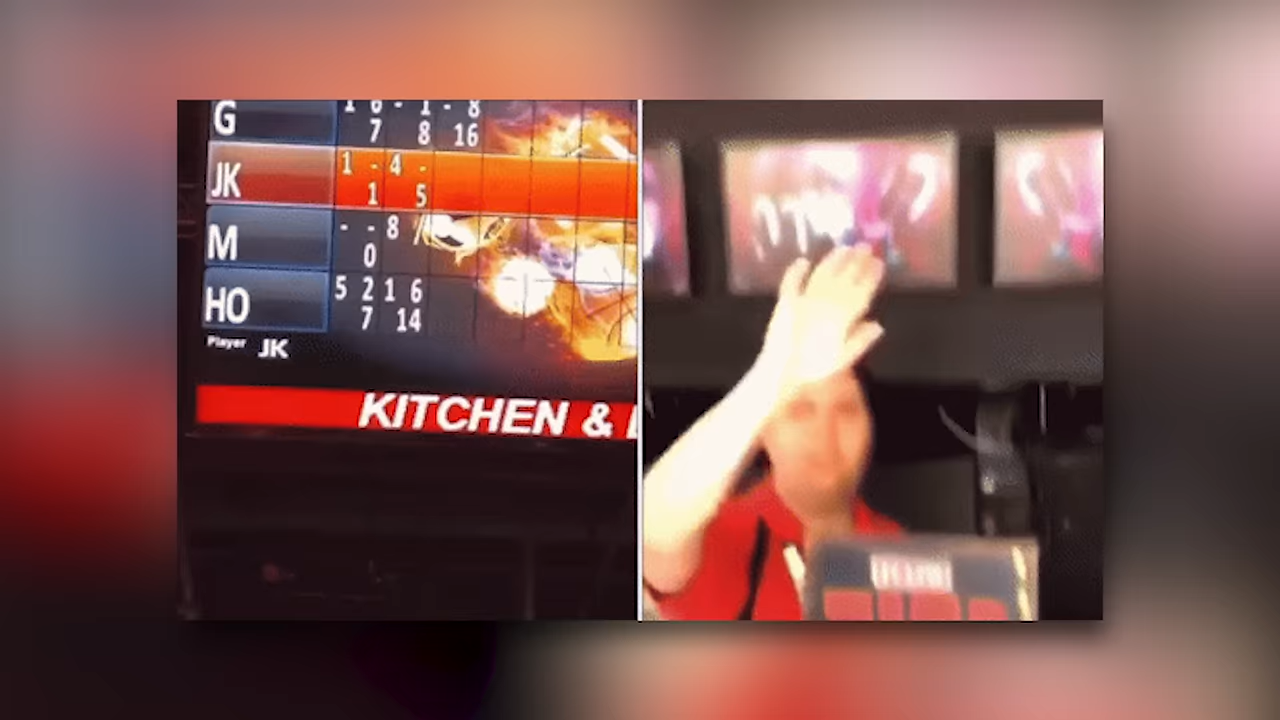 G 1 6 - 1 - 8
7 8 16
JK 1 - 4 -
1 5
M - - 8 /
0
HO 5 2 1 6
7 14
Player JK
KITCHEN &